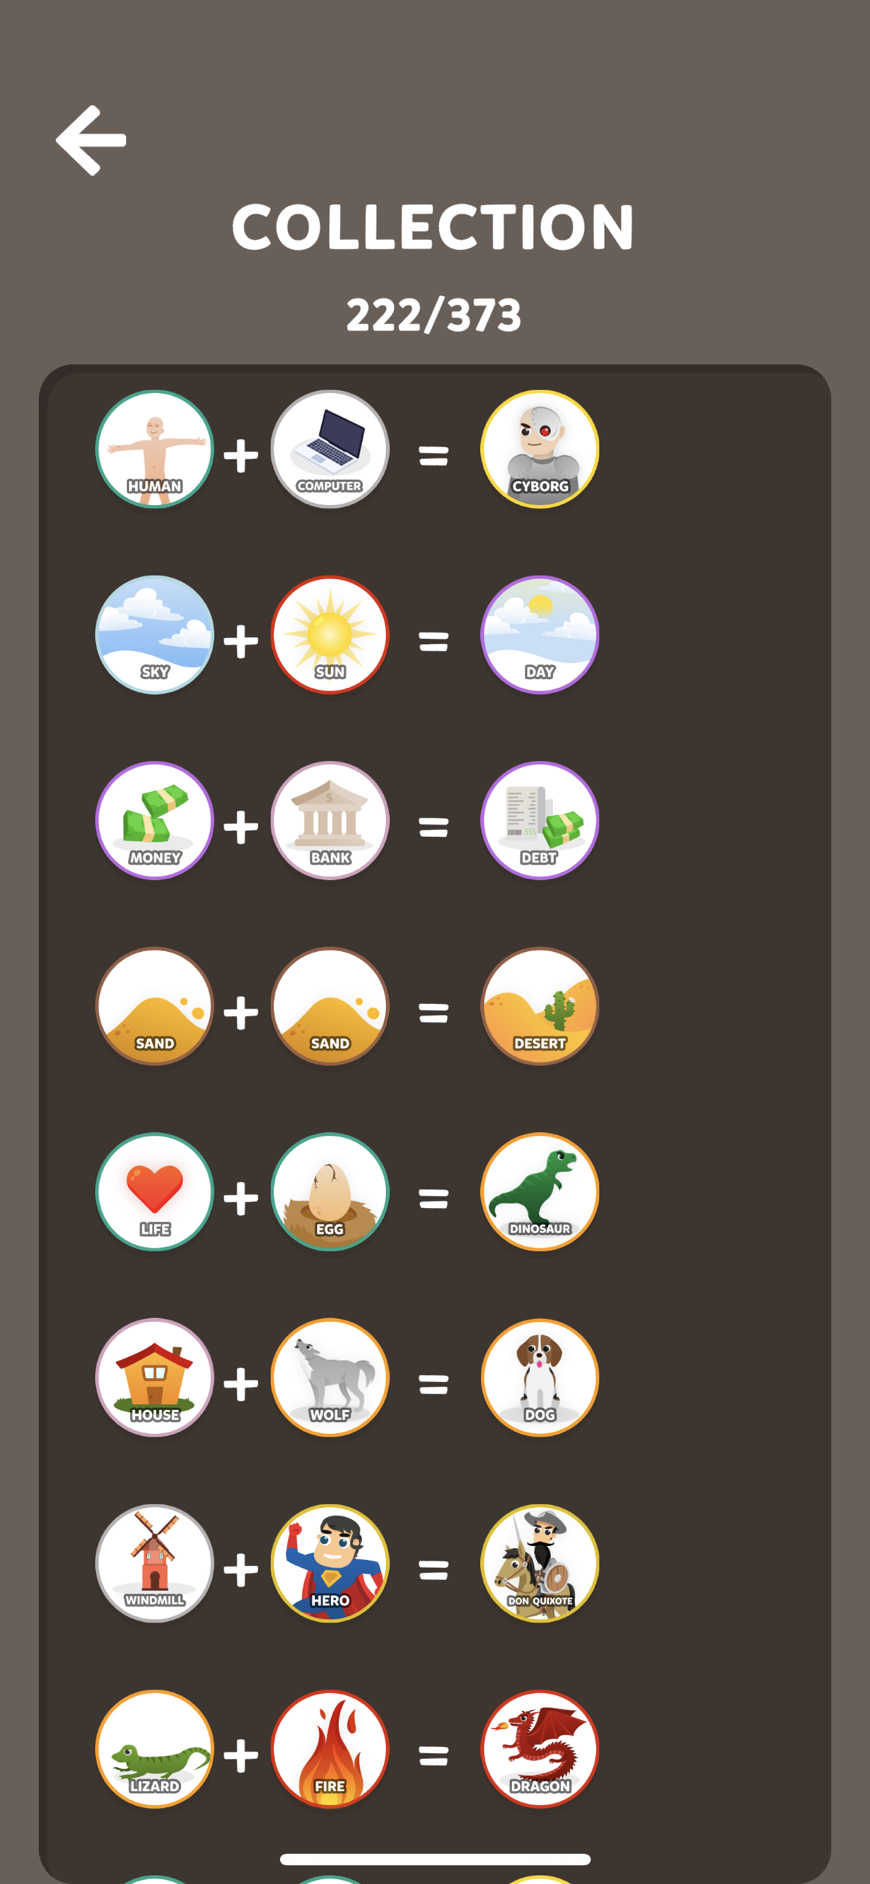 COLLECTION
222/373
HUMAN + COMPUTER = CYBORG
SKY + SUN = DAY
MONEY + BANK = DEBT
SAND + SAND = DESERT
LIFE + EGG = DINOSAUR
HOUSE + WOLF = DOG
WINDMILL + HERO = DON QUIXOTE
LIZARD + FIRE = DRAGON